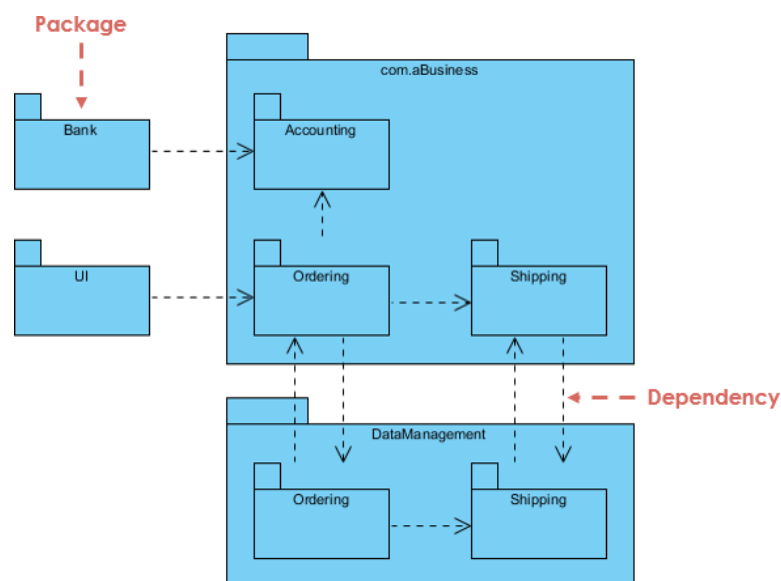 Package
com.aBusiness
Bank
Accounting
UI
Ordering
Shipping
Dependency
DataManagement
Ordering
Shipping